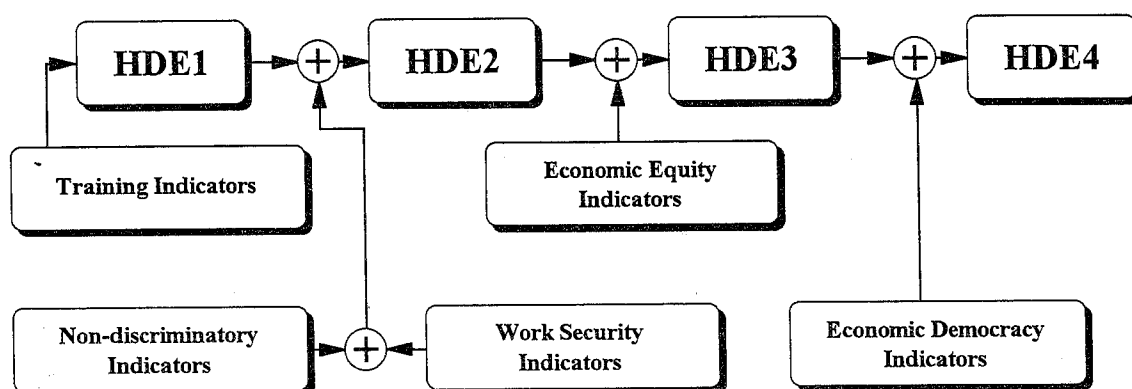 HDE1
+
HDE2
+
HDE3
+
HDE4
Training Indicators
Economic Equity
Indicators
Non-discriminatory
Indicators
+
Work Security
Indicators
Economic Democracy
Indicators